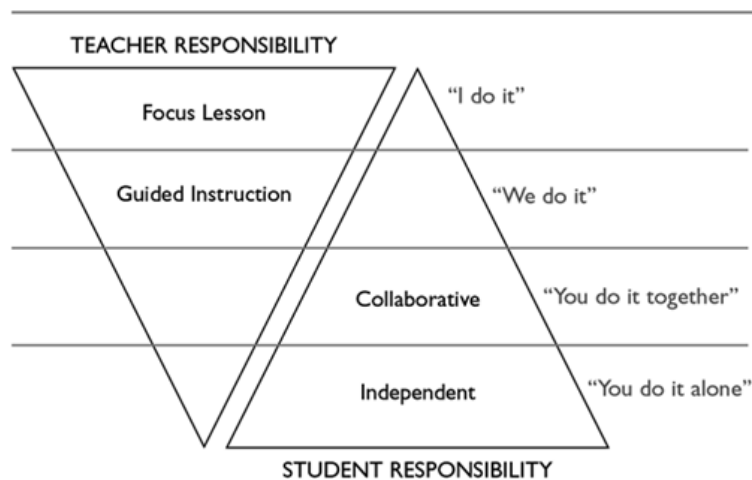 TEACHER RESPONSIBILITY
Focus Lesson
“I do it”
Guided Instruction
“We do it”
Collaborative
“You do it together”
Independent
“You do it alone”
STUDENT RESPONSIBILITY